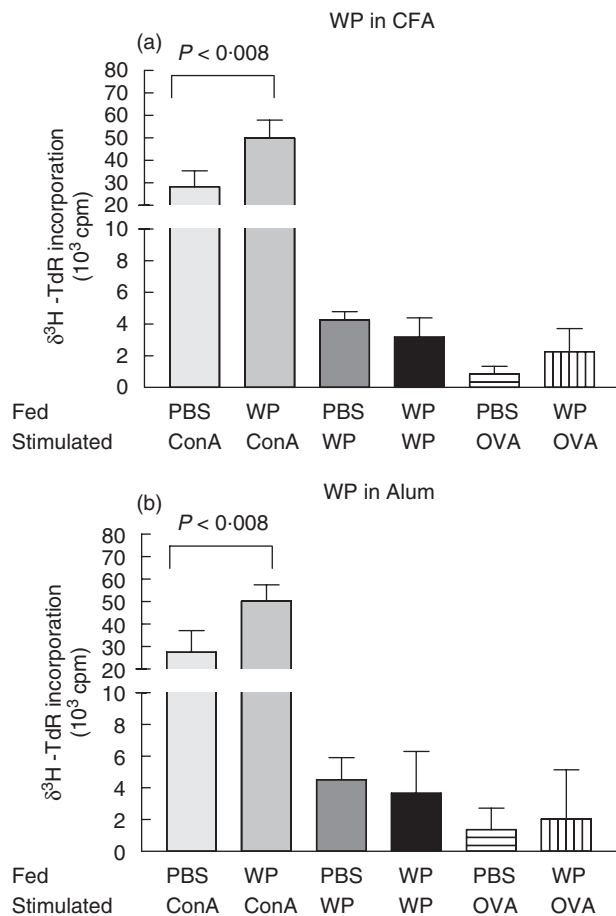 WP in CFA
(a)
P < 0·008
80
70
60
50
40
30
20
10
8
6
4
2
0
δ³H -TdR incorporation
(10³ cpm)
Fed PBS WP PBS WP PBS WP
Stimulated ConA ConA WP WP OVA OVA
WP in Alum
(b)
P < 0·008
80
70
60
50
40
30
20
10
8
6
4
2
0
δ³H -TdR incorporation
(10³ cpm)
Fed PBS WP PBS WP PBS WP
Stimulated ConA ConA WP WP OVA OVA